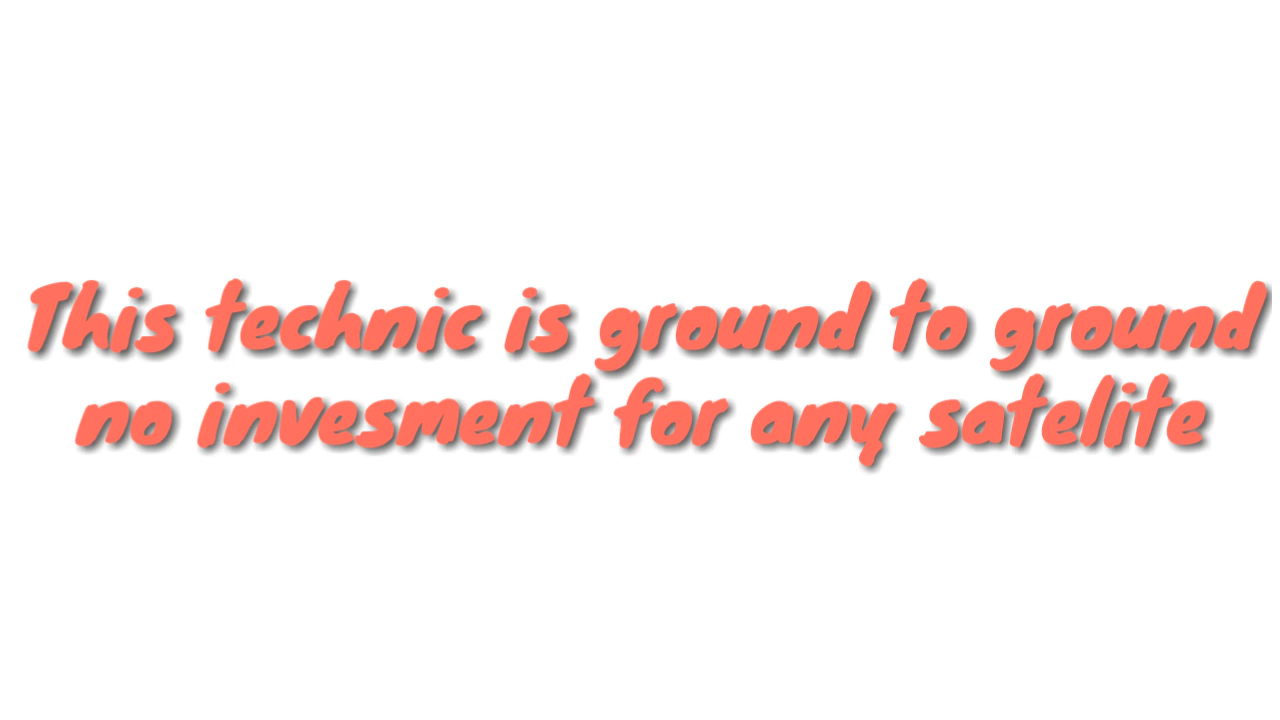 This technic is ground to ground
no invesment for any satelite